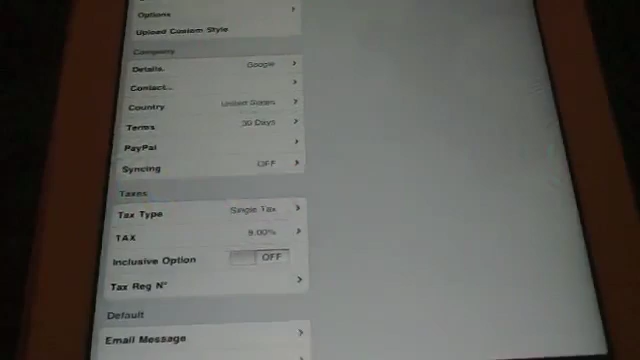 Options
Upload Custom Style
Company
Details. Google
Contact..
Country United States
Terms 30 Days
PayPal
Syncing OFF
Taxes
Tax Type Single Tax
TAX 9.00%
Inclusive Option OFF
Tax Reg N°
Default
Email Message